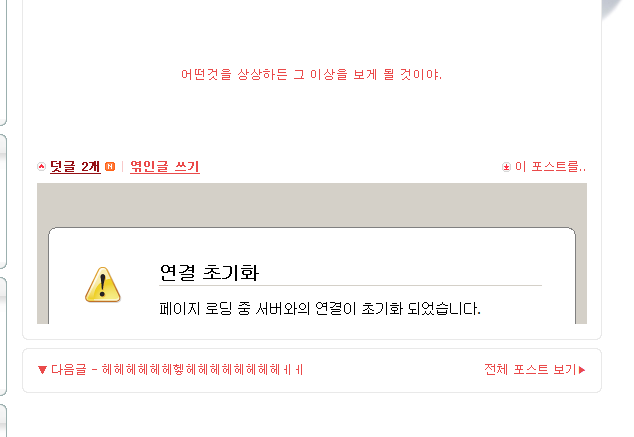 어떤것을 상상하든 그 이상을 보게 될 것이야.
덧글 2개 N | 엮인글 쓰기 이 포스트를..
연결 초기화
페이지 로딩 중 서버와의 연결이 초기화 되었습니다.
▼ 다음글 - 헤헤헤헤헤헤헿헤헤헤헤헤헤헤헤ㅔㅔ 전체 포스트 보기▶